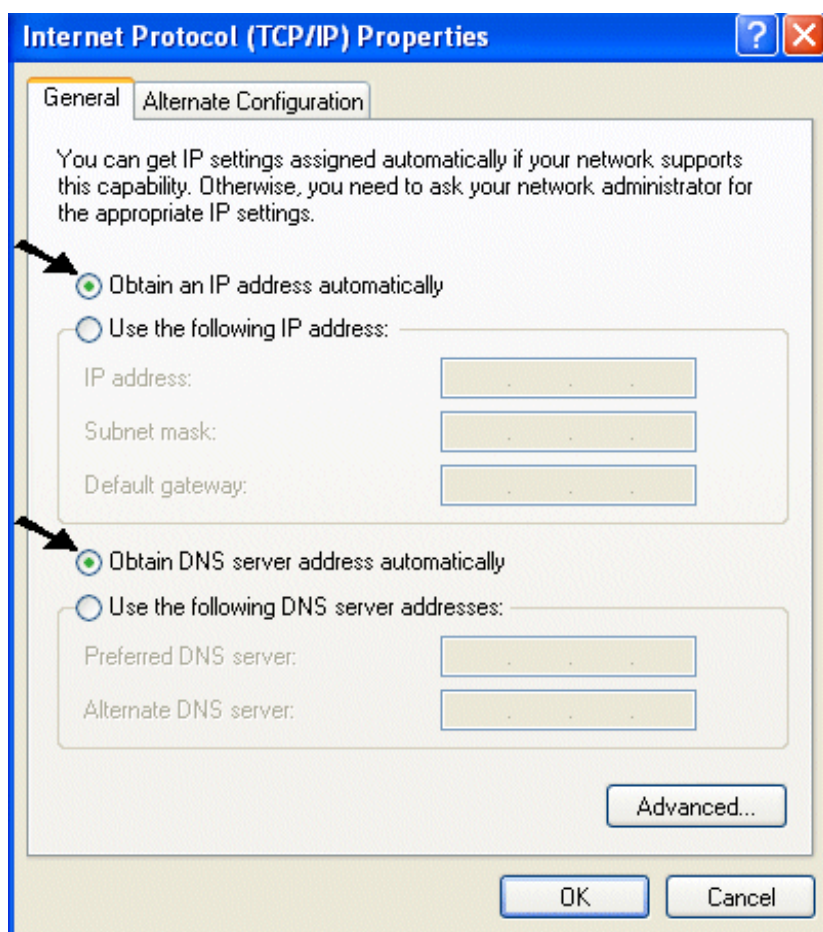 Internet Protocol (TCP/IP) Properties
General
Alternate Configuration
You can get IP settings assigned automatically if your network supports
this capability. Otherwise, you need to ask your network administrator for
the appropriate IP settings.
Obtain an IP address automatically
Use the following IP address:
IP address:
Subnet mask:
Default gateway:
Obtain DNS server address automatically
Use the following DNS server addresses:
Preferred DNS server:
Alternate DNS server:
Advanced...
OK
Cancel